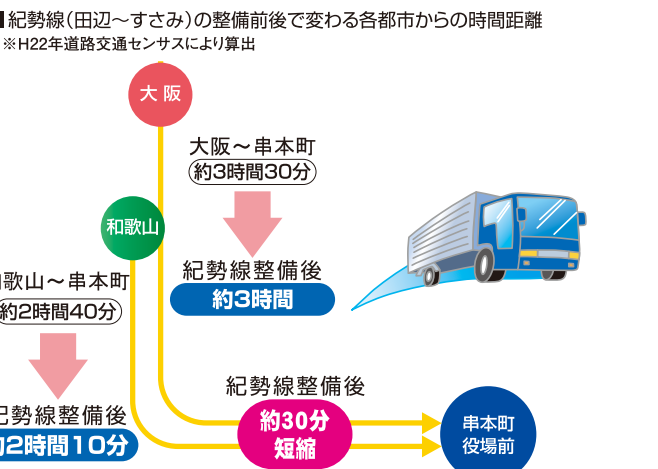 紀勢線(田辺～すさみ)の整備前後で変わる各都市からの時間距離
※H22年道路交通センサスにより算出
大阪
大阪～串本町
約3時間30分
紀勢線整備後
約3時間
和歌山
歌山～串本町
約2時間40分
紀勢線整備後
約2時間10分
紀勢線整備後
約30分
短縮
串本町
役場前